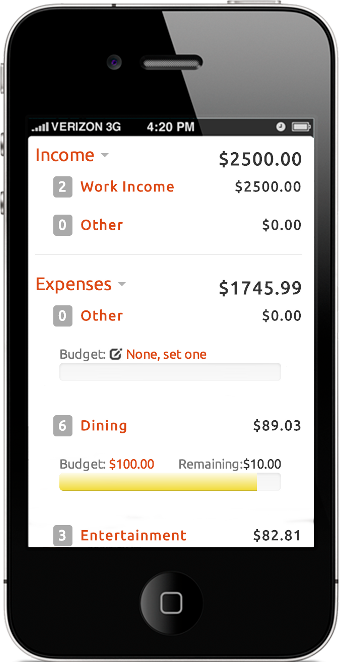 VERIZON 3G 4:20 PM
Income $2500.00
2 Work Income $2500.00
0 Other $0.00
Expenses $1745.99
0 Other $0.00
Budget: None, set one
6 Dining $89.03
Budget: $100.00 Remaining:$10.00
3 Entertainment $82.81